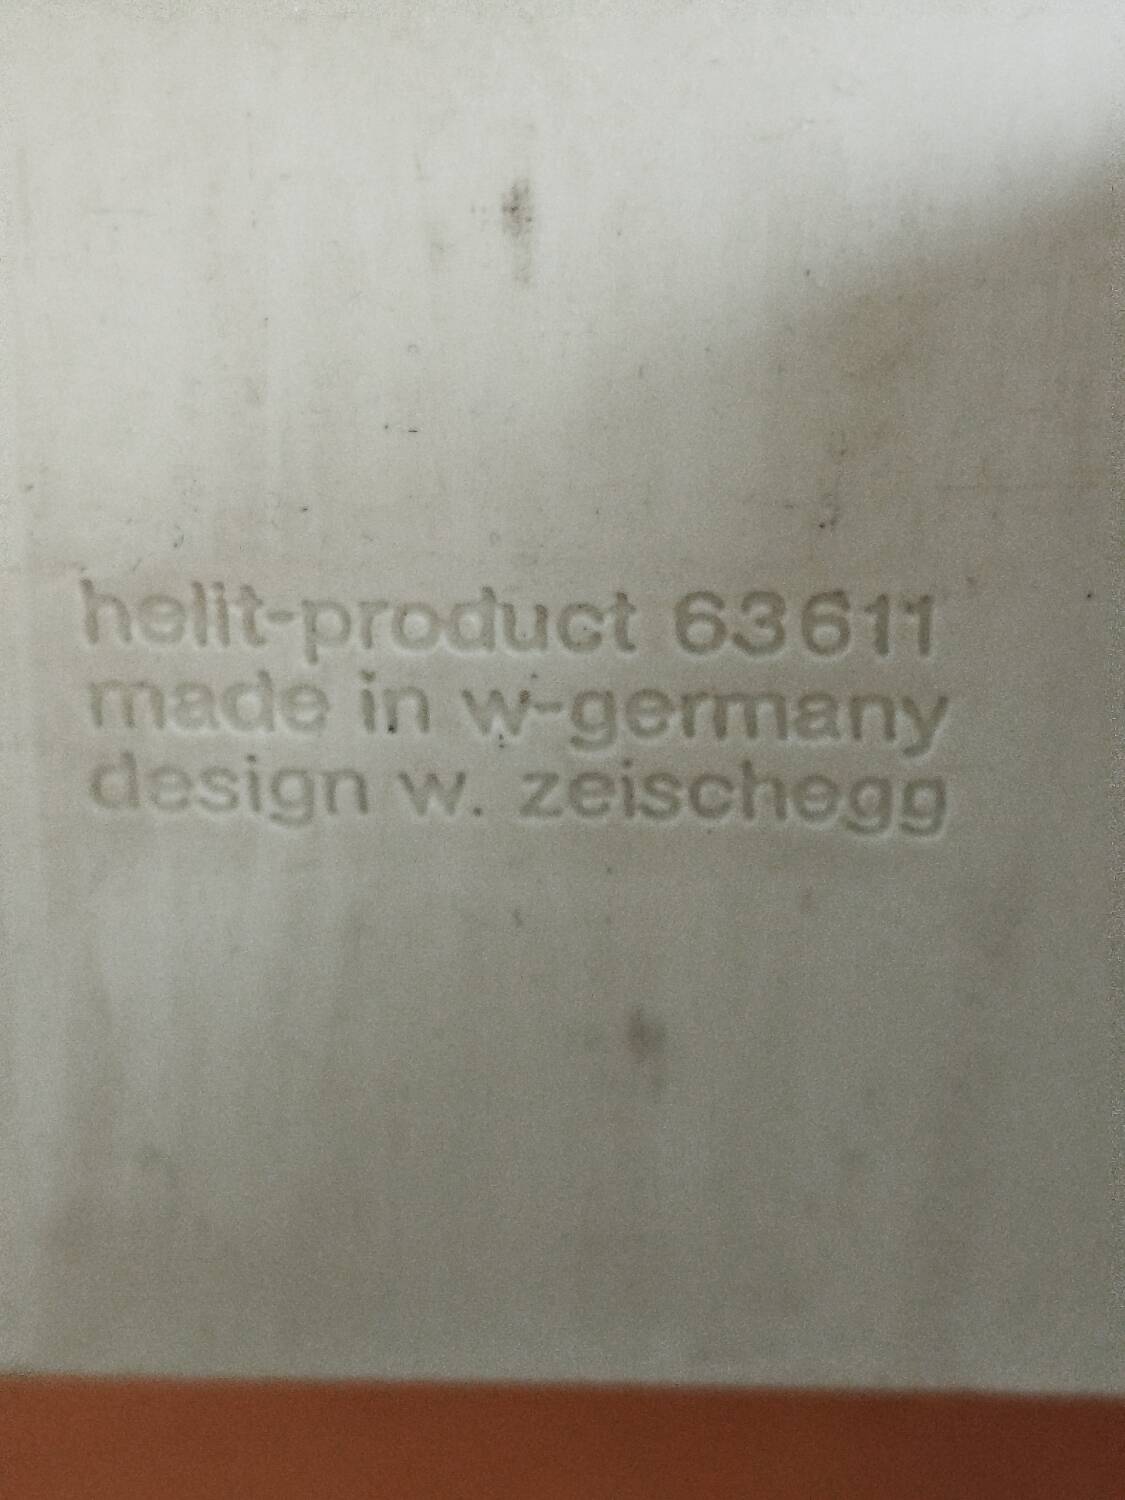 helit-product 63611
made in w-germany
design w. zeischegg